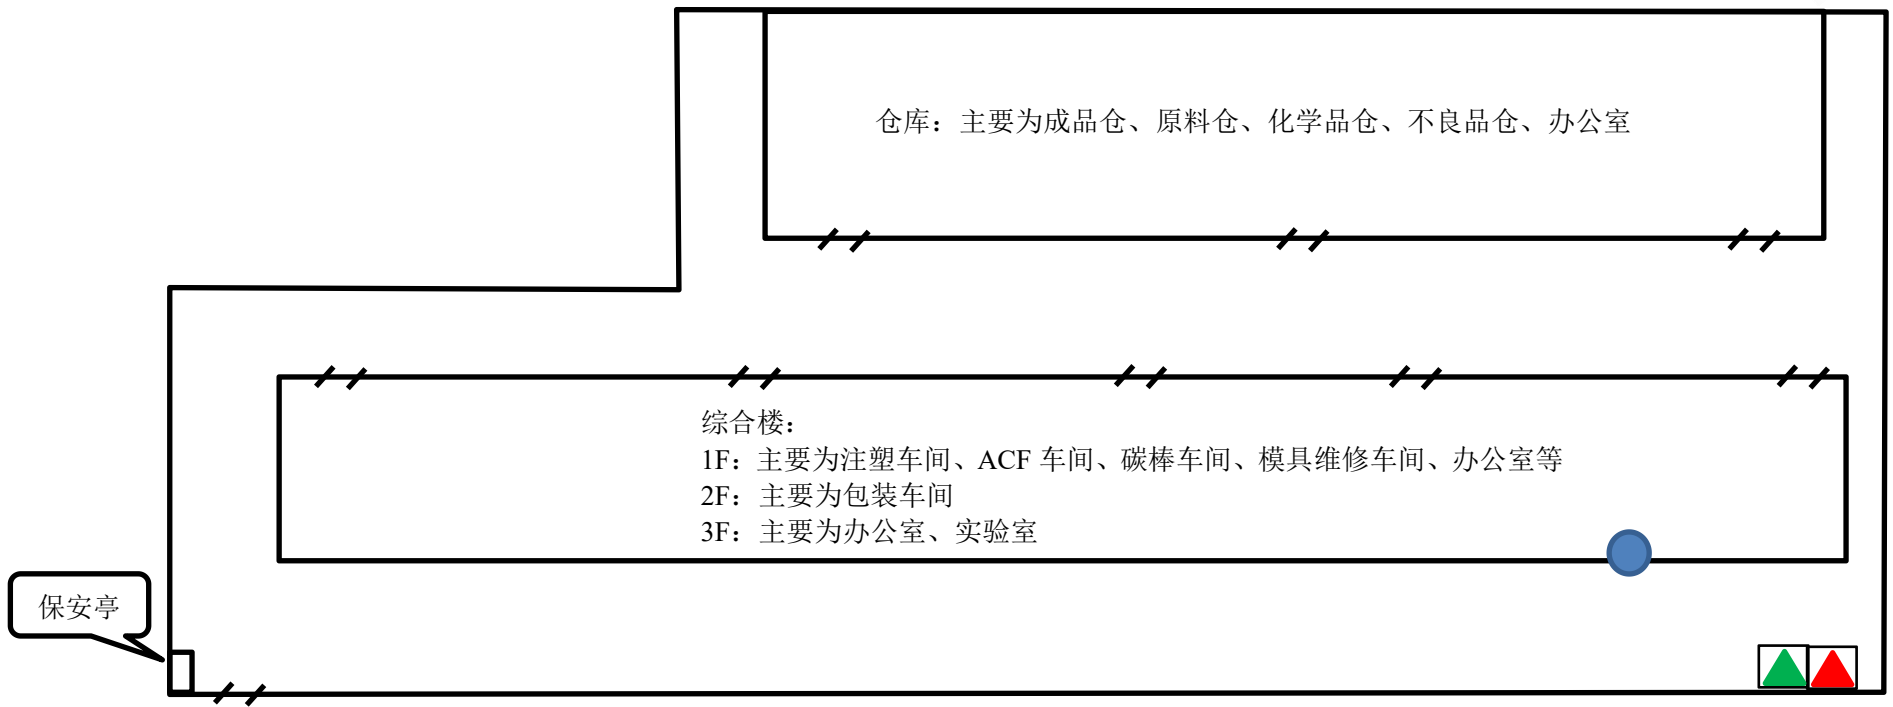 仓库：主要为成品仓、原料仓、化学品仓、不良品仓、办公室
综合楼：
1F：主要为注塑车间、ACF 车间、碳棒车间、模具维修车间、办公室等
2F：主要为包装车间
3F：主要为办公室、实验室
保安亭